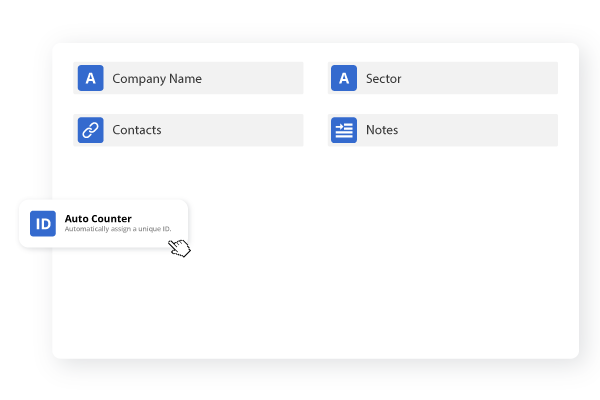 A Company Name
A Sector
Contacts
Notes
ID Auto Counter
Automatically assign a unique ID.